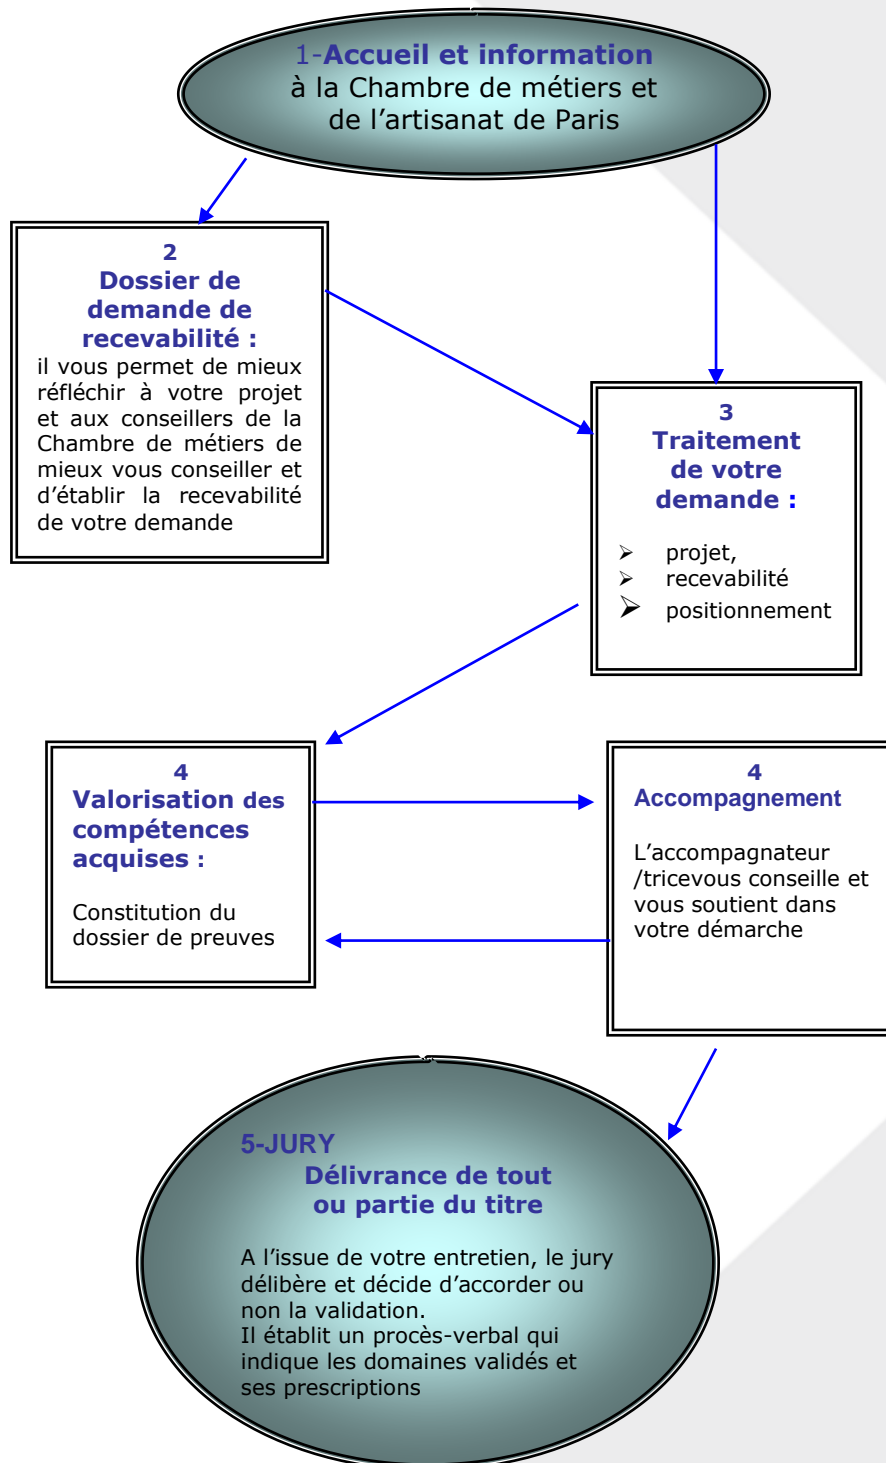 1-Accueil et information
à la Chambre de métiers et
de l’artisanat de Paris
2
Dossier de
demande de
recevabilité :
il vous permet de mieux
réfléchir à votre projet
et aux conseillers de la
Chambre de métiers de
mieux vous conseiller et
d’établir la recevabilité
de votre demande
3
Traitement
de votre
demande :
➢ projet,
➢ recevabilité
➢ positionnement
4
Valorisation des
compétences
acquises :
Constitution du
dossier de preuves
4
Accompagnement
L’accompagnateur
/tricevous conseille et
vous soutient dans
votre démarche
5-JURY
Délivrance de tout
ou partie du titre
A l’issue de votre entretien, le jury
délibère et décide d’accorder ou
non la validation.
Il établit un procès-verbal qui
indique les domaines validés et
ses prescriptions